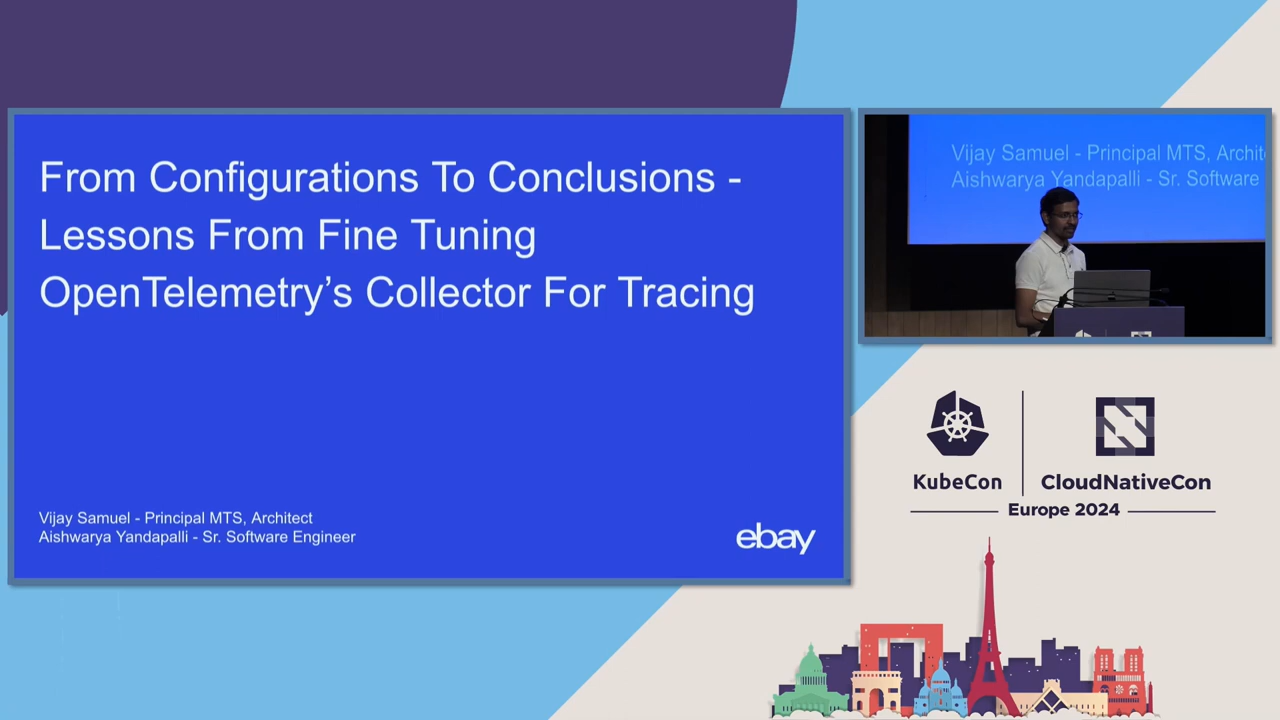 From Configurations To Conclusions -
Lessons From Fine Tuning
OpenTelemetry’s Collector For Tracing
Vijay Samuel - Principal MTS, Architect
Aishwarya Yandapalli - Sr. Software Engineer
ebay
Vijay Samuel - Principal MTS, Archit
Aishwarya Yandapalli - Sr. Software
KubeCon
CloudNativeCon
Europe 2024